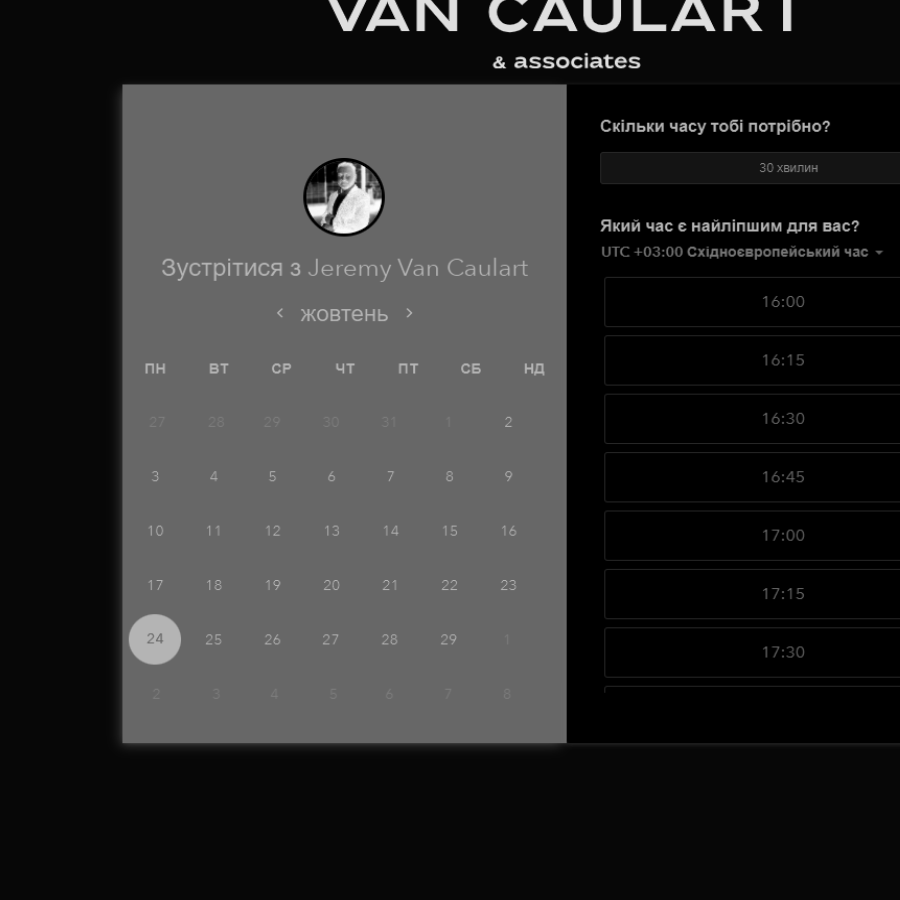 VAN CAULART
& associates
Зустрітися з Jeremy Van Caulart
жовтень
ПН ВТ СР ЧТ ПТ СБ НД
27 28 29 30 31 1 2
3 4 5 6 7 8 9
10 11 12 13 14 15 16
17 18 19 20 21 22 23
24 25 26 27 28 29 1
2 3 4 5 6 7 8
Скільки часу тобі потрібно?
30 хвилин
Який час є найліпшим для вас?
UTC +03:00 Східноєвропейський час
16:00
16:15
16:30
16:45
17:00
17:15
17:30